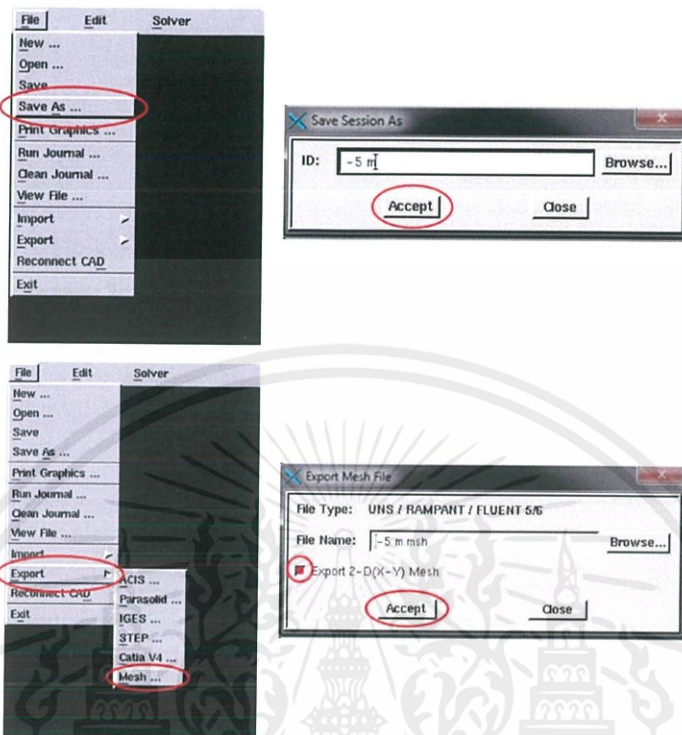 File Edit Solver
New ...
Open ...
Save
Save As ...
Print Graphics ...
Run Journal ...
Clean Journal ...
View File ...
Import
Export
Reconnect CAD
Exit
Save Session As
ID: -5 m Browse...
Accept Close
File Edit Solver
New ...
Open ...
Save
Save As ...
Print Graphics ...
Run Journal ...
Clean Journal ...
View File ...
Import
Export
Reconnect CAD
Exit
ACIS ...
Parasolid ...
IGES ...
STEP ...
Catia V4 ...
Mesh ...
Export Mesh File
File Type: UNS / RAMPANT / FLUENT 5/6
File Name: -5 m msh Browse...
Export 2-D(X-Y) Mesh
Accept Close